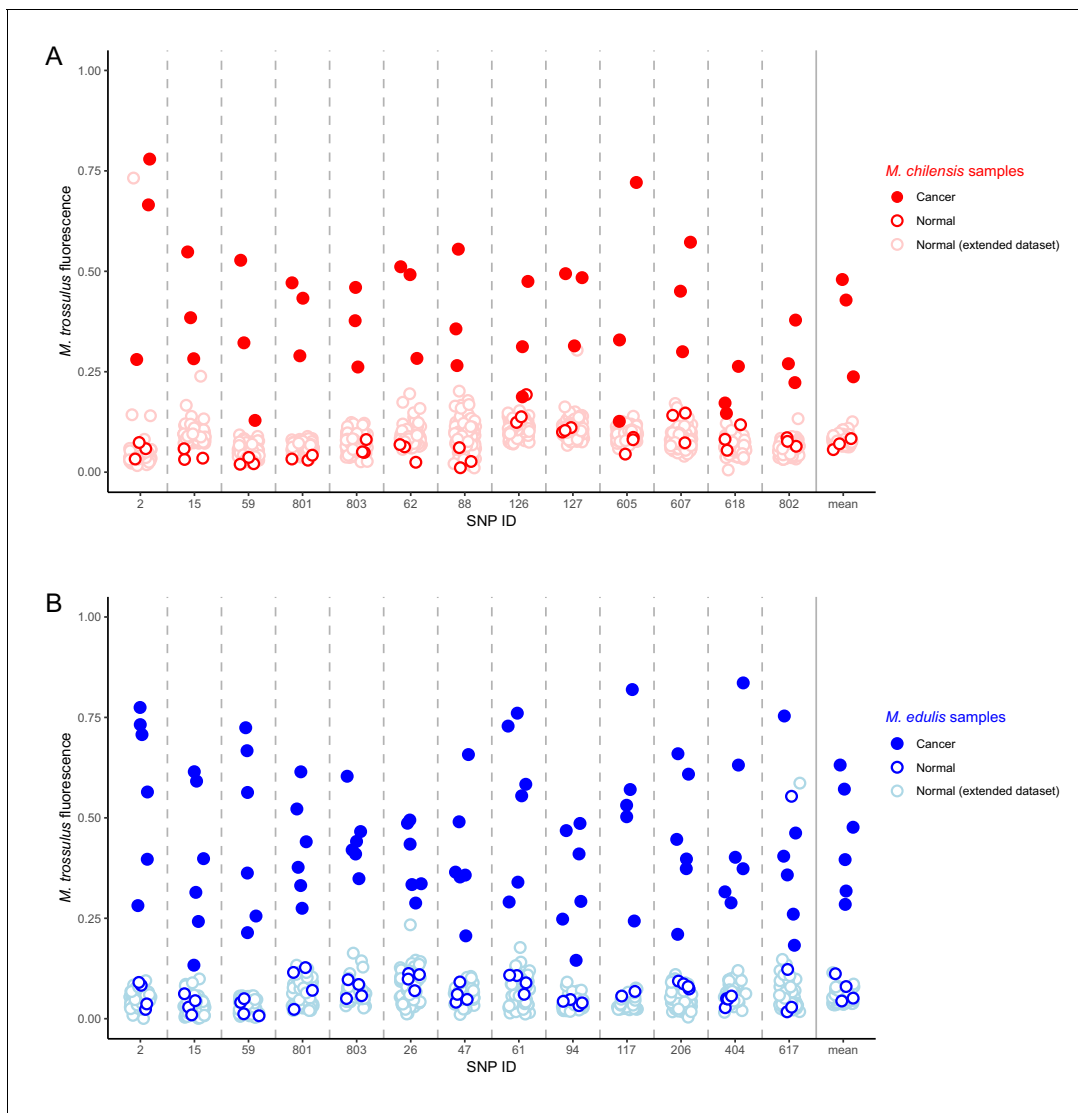 A
1.00
0.75
0.50
0.25
0.00
M. trossulus fluorescence
2 15 59 801 803 62 88 126 127 605 607 618 802 mean
SNP ID
M. chilensis samples
Cancer
Normal
Normal (extended dataset)
B
1.00
0.75
0.50
0.25
0.00
M. trossulus fluorescence
2 15 59 801 803 26 47 61 94 117 206 404 617 mean
SNP ID
M. edulis samples
Cancer
Normal
Normal (extended dataset)